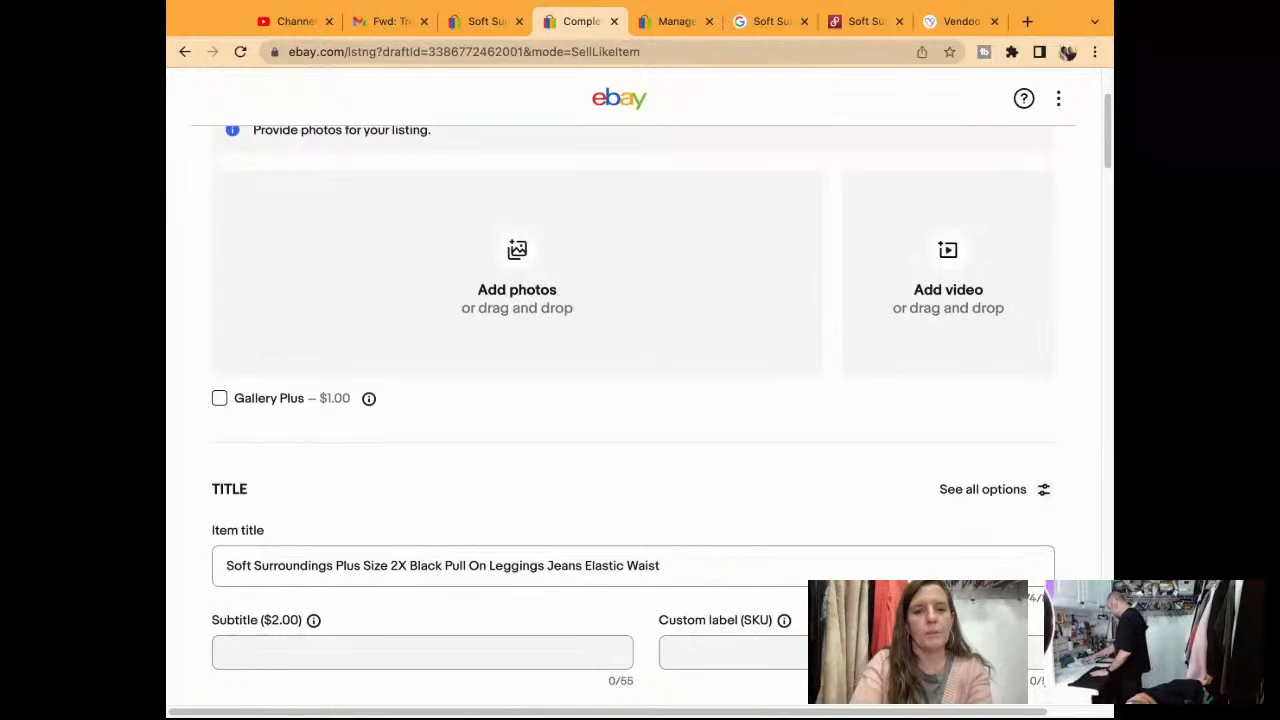 Channe
Fwd: Tr
Soft Su
Comple
Manage
Soft Su
Soft Su
Vendoo
ebay.com/lstng?draftId=3386772462001&mode=SellLikeItem
ebay
Provide photos for your listing.
Add photos
or drag and drop
Add video
or drag and drop
Gallery Plus – $1.00
TITLE
See all options
Item title
Soft Surroundings Plus Size 2X Black Pull On Leggings Jeans Elastic Waist
Subtitle ($2.00)
Custom label (SKU)
0/55